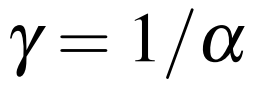 γ = 1/α